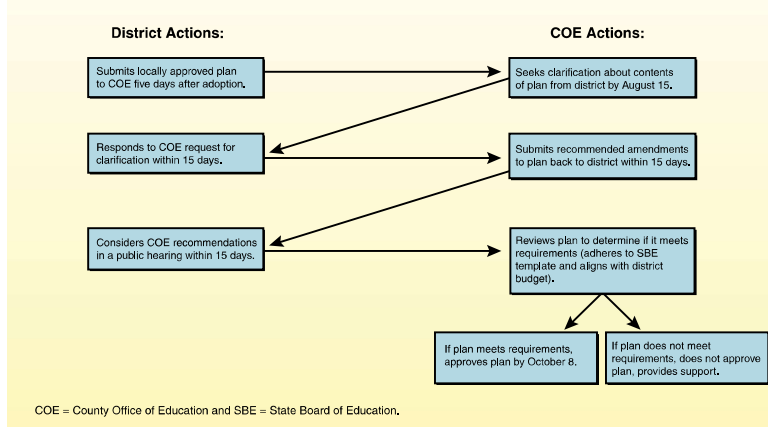 District Actions:
COE Actions:
Submits locally approved plan
to COE five days after adoption.
Seeks clarification about contents
of plan from district by August 15.
Responds to COE request for
clarification within 15 days.
Submits recommended amendments
to plan back to district within 15 days.
Considers COE recommendations
in a public hearing within 15 days.
Reviews plan to determine if it meets
requirements (adheres to SBE
template and aligns with district
budget).
If plan meets requirements,
approves plan by October 8.
If plan does not meet
requirements, does not approve
plan, provides support.
COE = County Office of Education and SBE = State Board of Education.